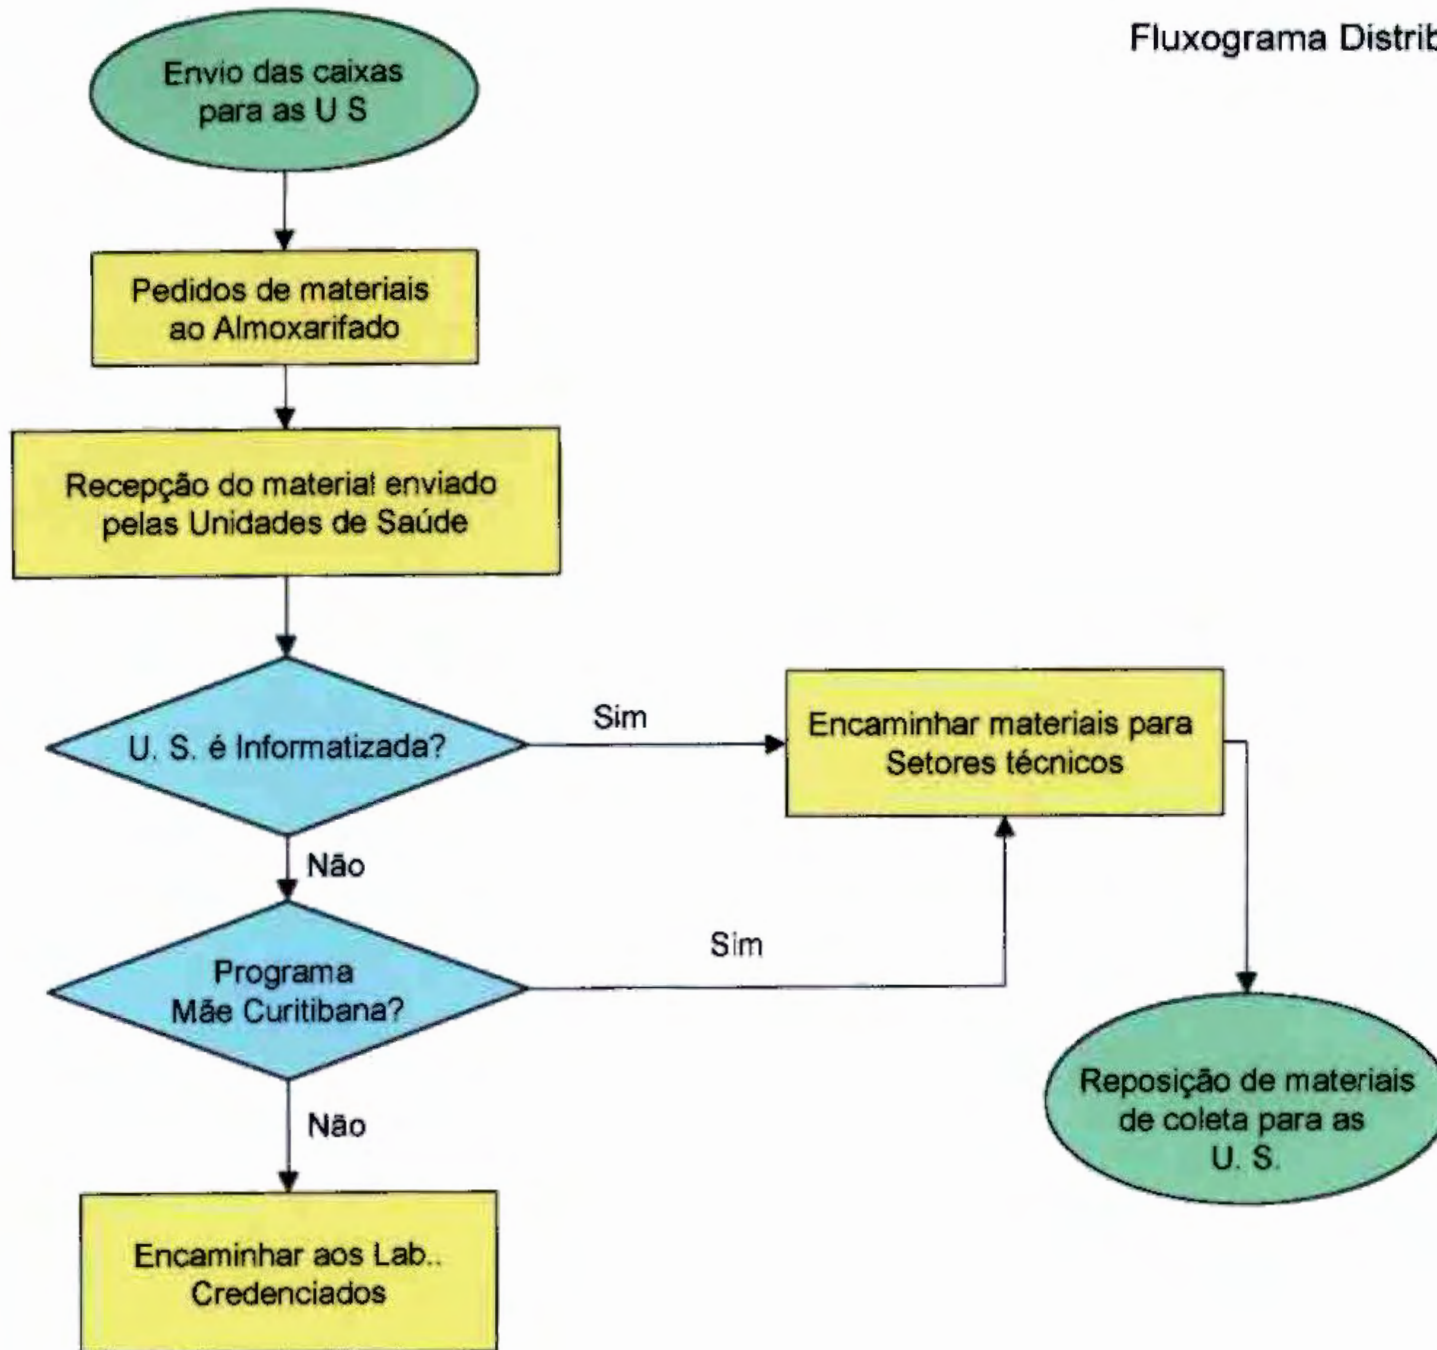 Fluxograma Distrib
Envio das caixas
para as U S
Pedidos de materiais
ao Almoxarifado
Recepção do material enviado
pelas Unidades de Saúde
U. S. é Informatizada?
Sim
Encaminhar materiais para
Setores técnicos
Não
Programa
Mãe Curitibana?
Sim
Reposição de materiais
de coleta para as
U. S.
Não
Encaminhar aos Lab..
Credenciados